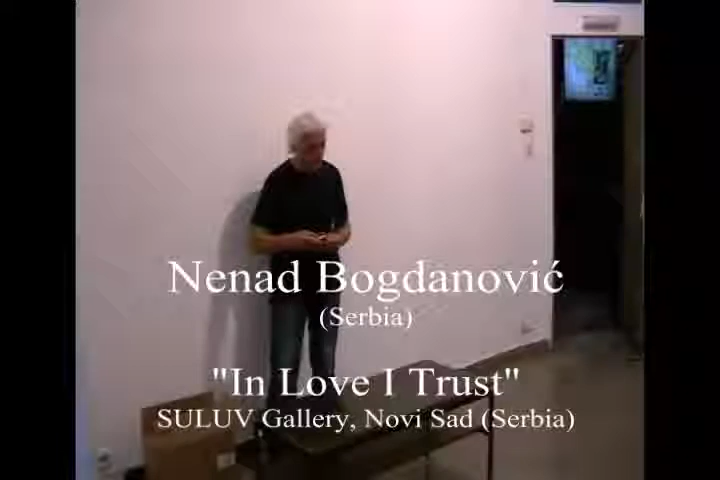 Nenad Bogdanović
(Serbia)
"In Love I Trust"
SULUV Gallery, Novi Sad (Serbia)